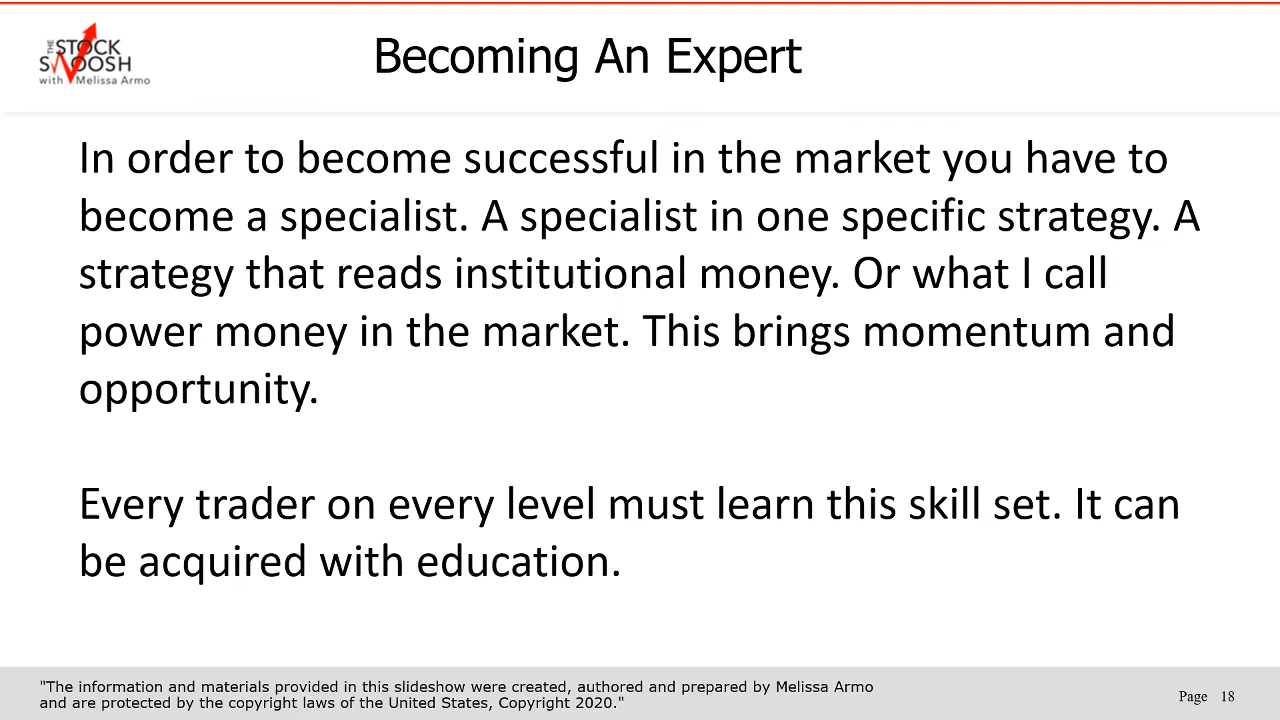 THE STOCK
SWOOSH
with Melissa Armo
Becoming An Expert
In order to become successful in the market you have to
become a specialist. A specialist in one specific strategy. A
strategy that reads institutional money. Or what I call
power money in the market. This brings momentum and
opportunity.
Every trader on every level must learn this skill set. It can
be acquired with education.
"The information and materials provided in this slideshow were created, authored and prepared by Melissa Armo
and are protected by the copyright laws of the United States, Copyright 2020."
Page 18